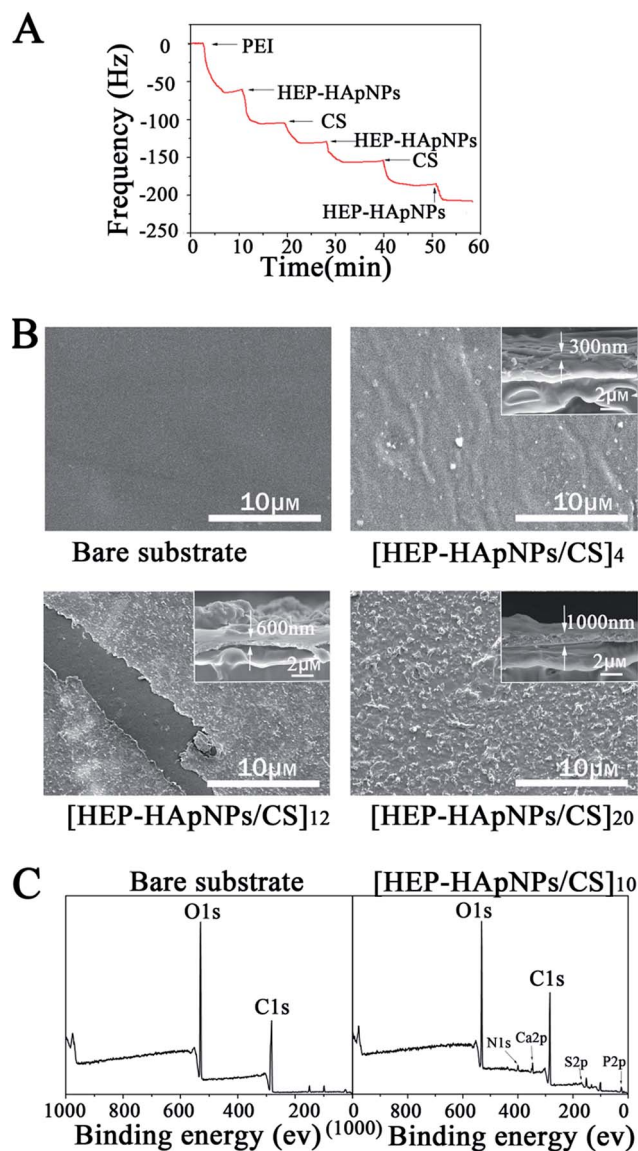 A
Frequency (Hz)
0
-50
-100
-150
-200
-250
PEI
HEP-HApNPs
CS
HEP-HApNPs
CS
HEP-HApNPs
0 10 20 30 40 50 60
Time(min)
B
10μM
Bare substrate
300nm
2μM
10μM
[HEP-HApNPs/CS]4
600nm
2μM
10μM
[HEP-HApNPs/CS]12
1000nm
2μM
10μM
[HEP-HApNPs/CS]20
C
Bare substrate
O1s
C1s
1000 800 600 400 200 0
Binding energy (ev)
[HEP-HApNPs/CS]10
O1s
C1s
N1s
Ca2p
S2p
P2p
(1000) 800 600 400 200 0
Binding energy (ev)